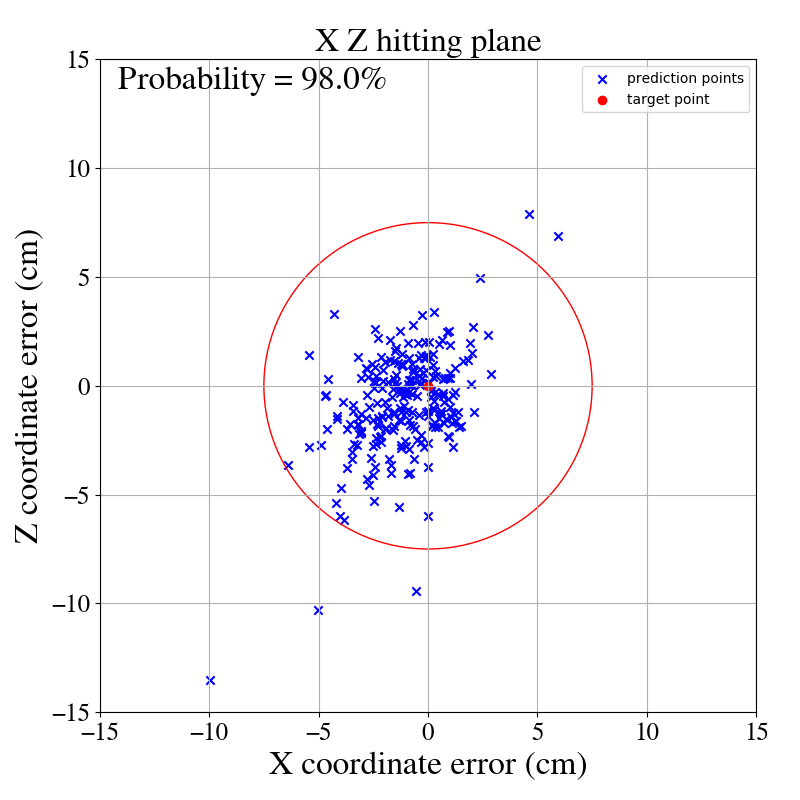 X Z hitting plane
Probability = 98.0%
prediction points
target point
15
10
5
0
−5
−10
−15
Z coordinate error (cm)
−15
−10
−5
0
5
10
15
X coordinate error (cm)